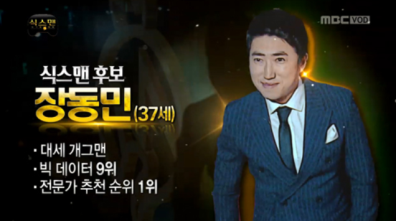 식스맨
MBC VOD
식스맨 후보
장동민 (37세)
• 대세 개그맨
• 빅 데이터 9위
• 전문가 추천 순위 1위